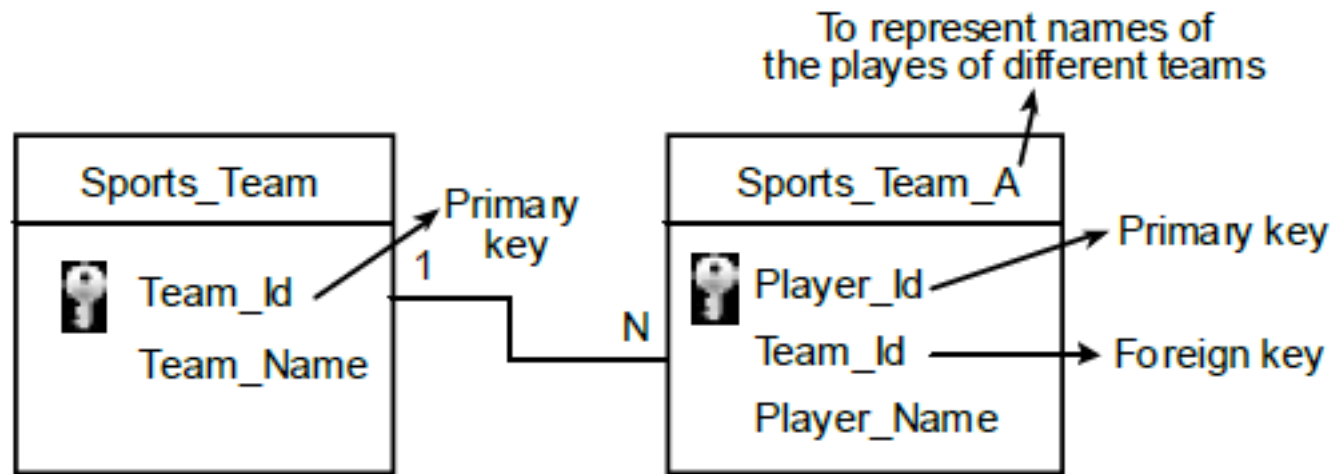 To represent names of
the playes of different teams
Sports_Team
Primary
key
Team_Id
Team_Name
1
N
Sports_Team_A
Player_Id
Team_Id
Player_Name
Primary key
Foreign key